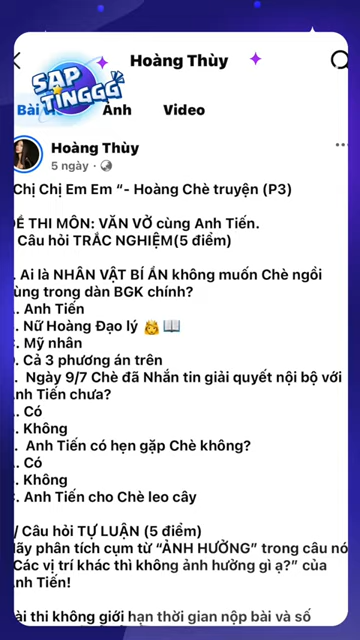 Hoàng Thùy
SAP
TINGGG
Bài Ảnh Video
Hoàng Thùy
5 ngày ·
Chị Chị Em Em “- Hoàng Chè truyện (P3)
ĐỀ THI MÔN: VĂN VỞ cùng Anh Tiến.
Câu hỏi TRẮC NGHIỆM(5 điểm)
. Ai là NHÂN VẬT BÍ ẨN không muốn Chè ngồi
cùng trong dàn BGK chính?
. Anh Tiến
. Nữ Hoàng Đạo lý 👸📖
. Mỹ nhân
. Cả 3 phương án trên
. Ngày 9/7 Chè đã Nhắn tin giải quyết nội bộ với
Anh Tiến chưa?
. Có
. Không
. Anh Tiến có hẹn gặp Chè không?
. Có
. Không
. Anh Tiến cho Chè leo cây
/ Câu hỏi TỰ LUẬN (5 điểm)
Hãy phân tích cụm từ “ẢNH HƯỞNG” trong câu nó
Các vị trí khác thì không ảnh hưởng gì ạ?” của
Anh Tiến!
Bài thi không giới hạn thời gian nộp bài và số